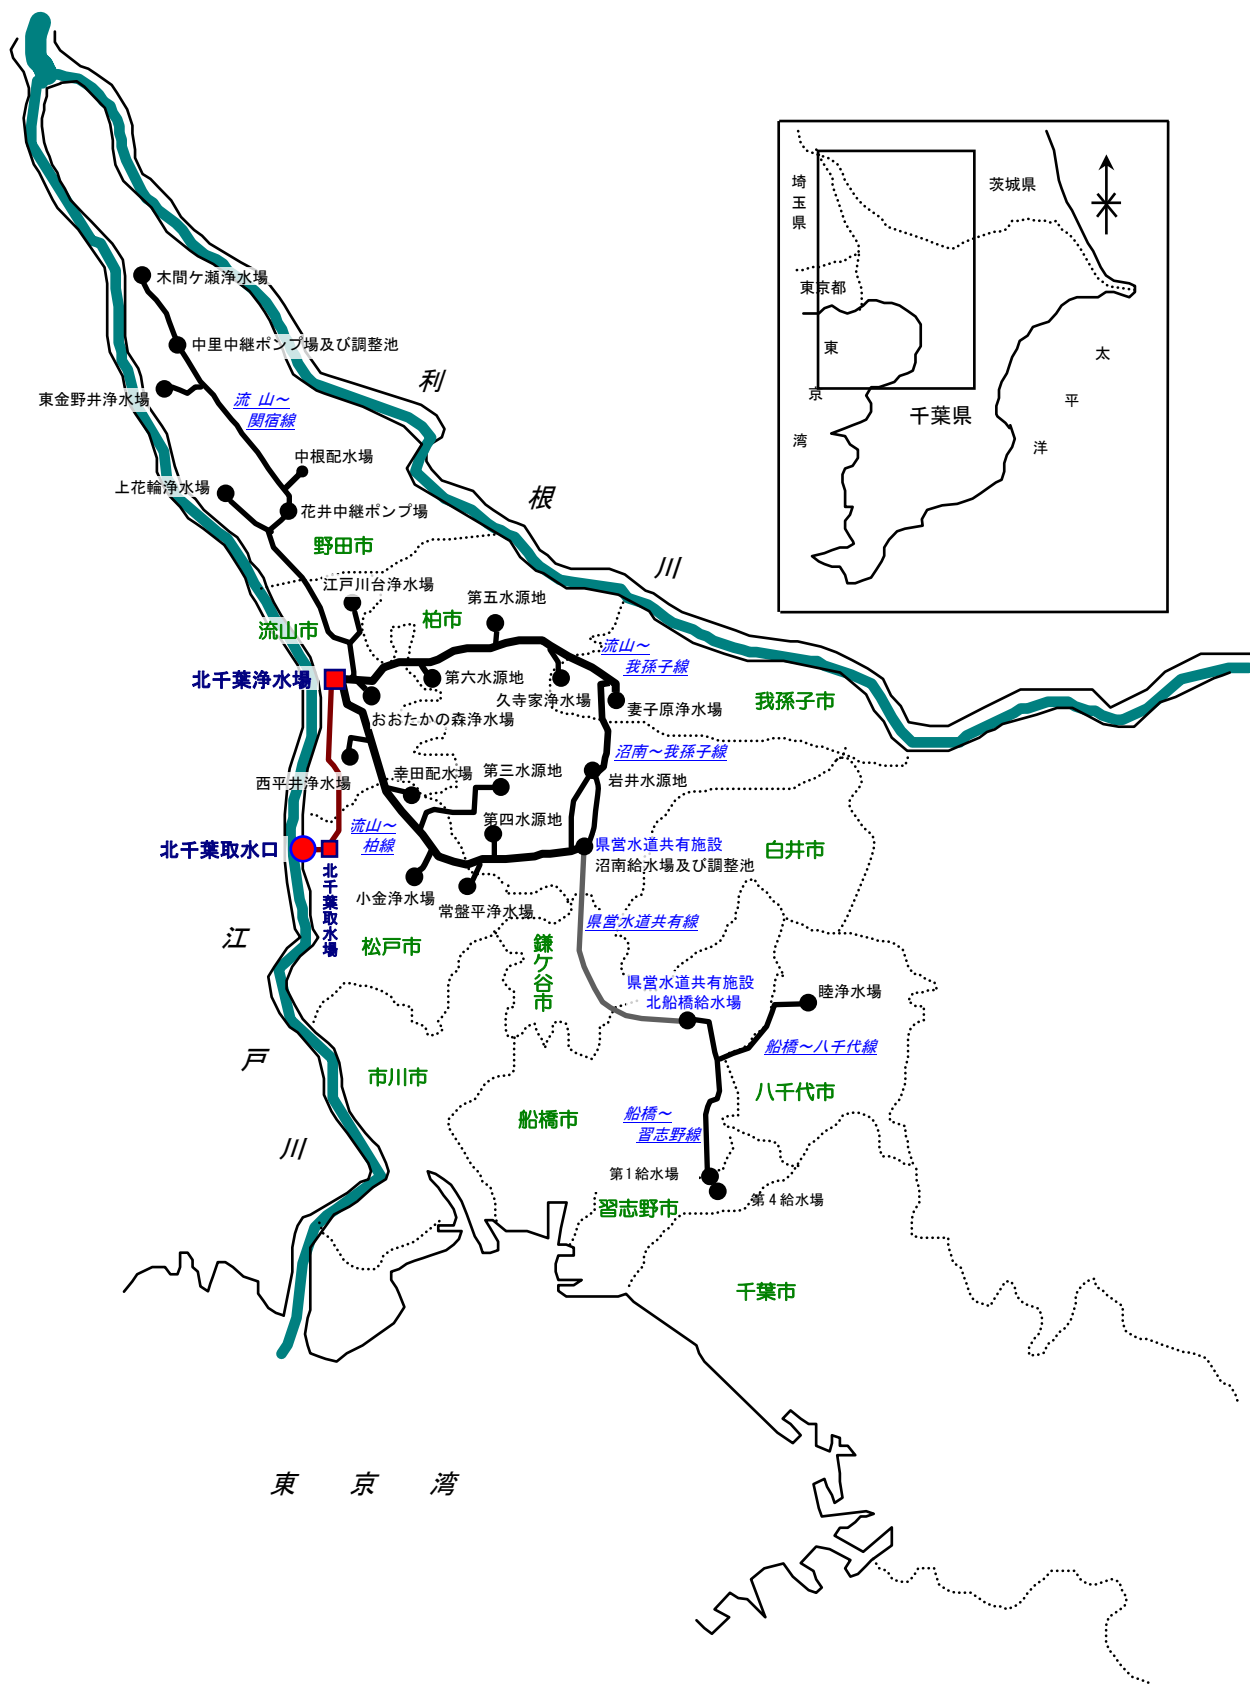 埼玉県
茨城県
東京都
東京湾
千葉県
太平洋
木間ケ瀬浄水場
中里中継ポンプ場及び調整池
東金野井浄水場
流 山～
関宿線
利根川
中根配水場
上花輪浄水場
花井中継ポンプ場
野田市
江戸川台浄水場
第五水源地
柏市
流山市
流山～
我孫子線
北千葉浄水場
第六水源地
久寺家浄水場
妻子原浄水場
我孫子市
おおたかの森浄水場
沼南～我孫子線
西平井浄水場
幸田配水場
第三水源地
岩井水源地
流山～
柏線
第四水源地
北千葉取水口
県営水道共有施設
沼南給水場及び調整池
白井市
北千葉取水場
小金浄水場
常盤平浄水場
県営水道共有線
江戸川
松戸市
鎌ケ谷市
県営水道共有施設
北船橋給水場
睦浄水場
船橋～八千代線
市川市
八千代市
船橋市
船橋～
習志野線
第1給水場
第4給水場
習志野市
千葉市
東京湾